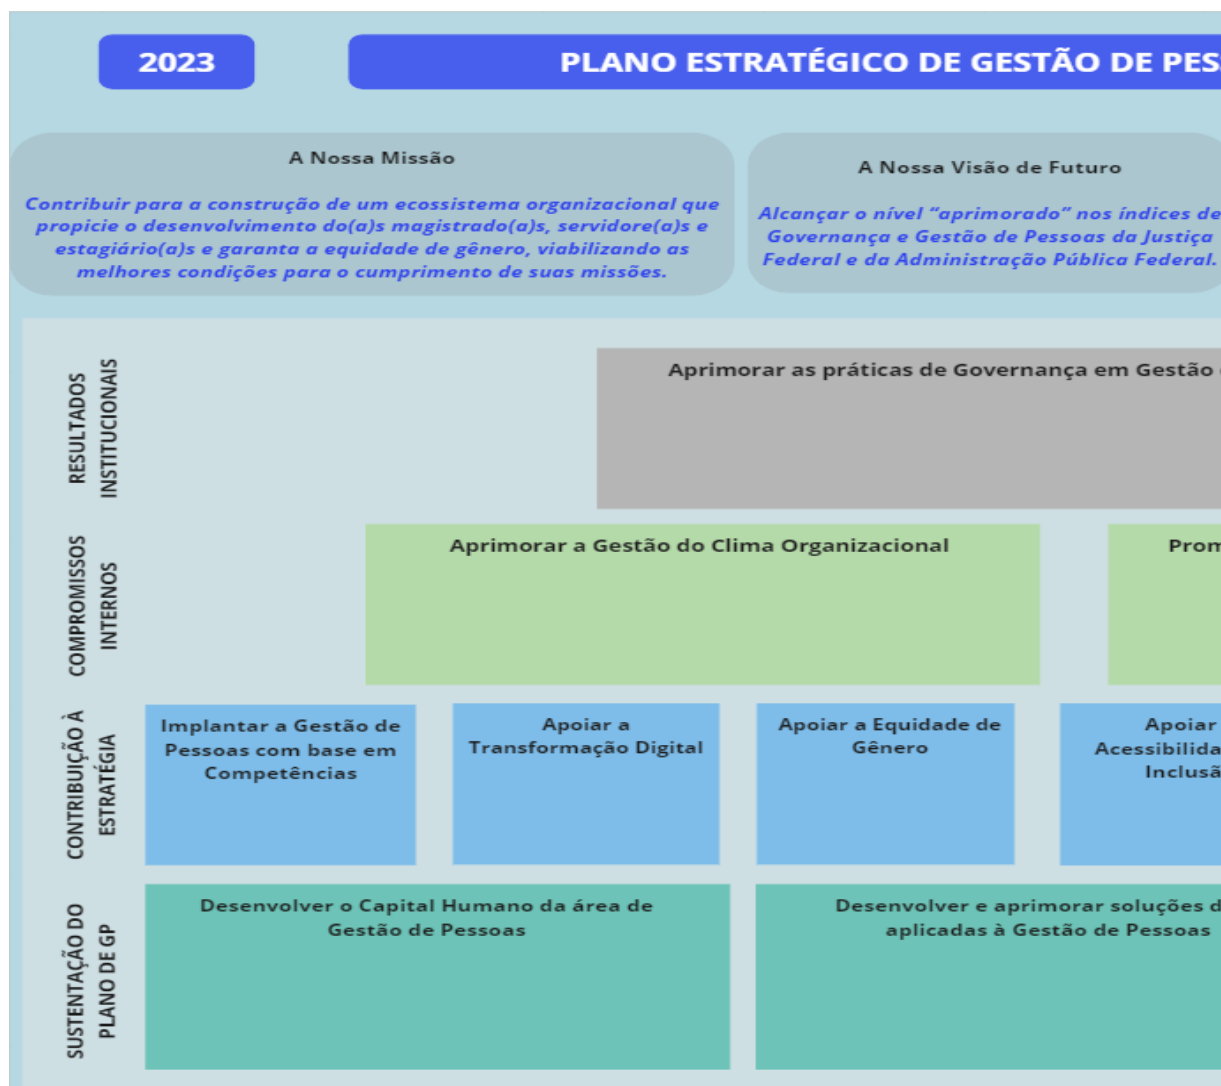 2023
PLANO ESTRATÉGICO DE GESTÃO DE
A Nossa Missão
Contribuir para a construção de um ecossistema organizacional que
propicie o desenvolvimento do(a)s magistrado(a)s, servidore(a)s e
estagiário(a)s e garanta a equidade de gênero, viabilizando as
melhores condições para o cumprimento de suas missões.
A Nossa Visão de Futuro
Alcançar o nível “aprimorado” nos índices de
Governança e Gestão de Pessoas da Justiça
Federal e da Administração Pública Federal.
RESULTADOS
INSTITUCIONAIS
Aprimorar as práticas de Governança em Gestão
COMPROMISSOS
INTERNOS
Aprimorar a Gestão do Clima Organizacional
CONTRIBUIÇÃO À
ESTRATÉGIA
Implantar a Gestão de
Pessoas com base em
Competências
Apoiar a
Transformação Digital
Apoiar a Equidade de
Gênero
Apoiar
SUSTENTAÇÃO DO
PLANO DE GP
Desenvolver o Capital Humano da área de
Gestão de Pessoas
Desenvolver e aprimorar soluções
aplicadas à Gestão de Pessoas